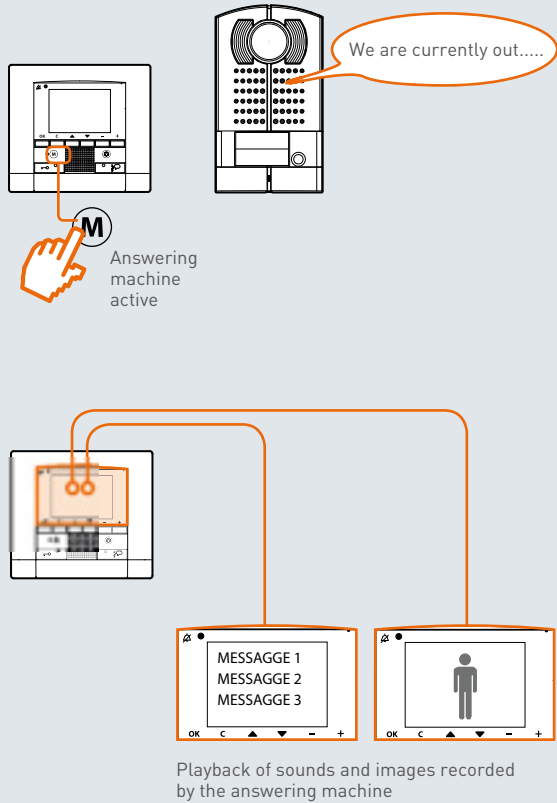 We are currently out.....
OK C ▲ ▼ − +
M
M
Answering
machine
active
MESSAGGE 1
MESSAGGE 2
MESSAGGE 3
OK C ▲ ▼ − +
OK C ▲ ▼ − +
Playback of sounds and images recorded
by the answering machine